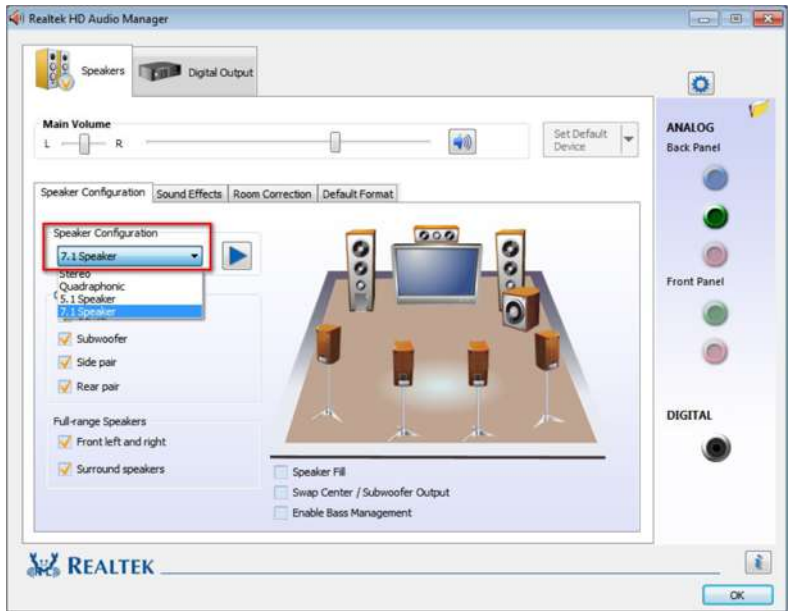 Realtek HD Audio Manager
Speakers
Digital Output
Main Volume
L R
Set Default
Device
ANALOG
Back Panel
Speaker Configuration
Sound Effects
Room Correction
Default Format
Speaker Configuration
7.1 Speaker
Stereo
Quadraphonic
5.1 Speaker
7.1 Speaker
Subwoofer
Side pair
Rear pair
Front Panel
Full-range Speakers
Front left and right
Surround speakers
DIGITAL
Speaker Fill
Swap Center / Subwoofer Output
Enable Bass Management
REALTEK
i
OK